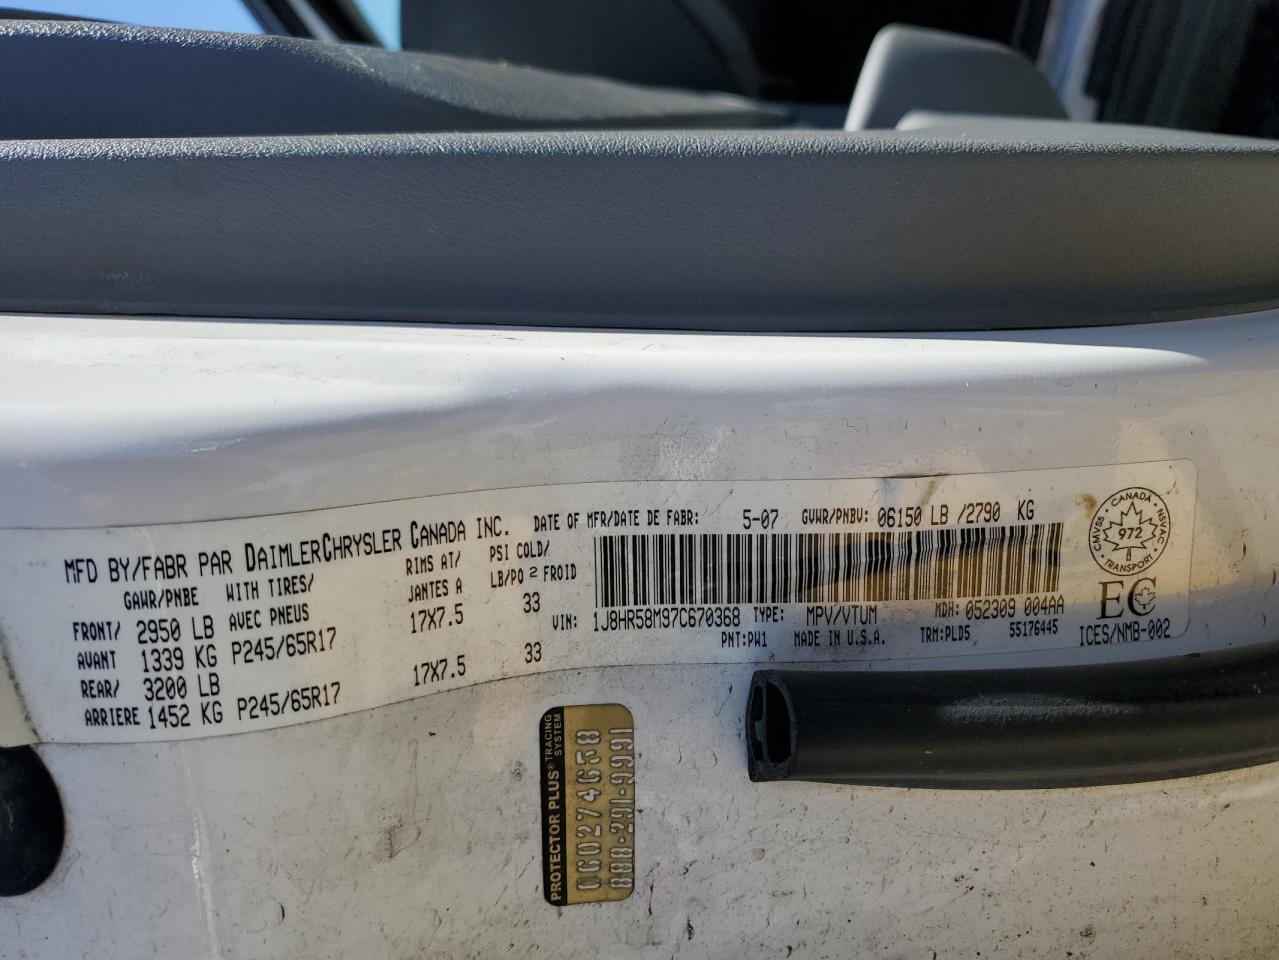 MFD BY/FABR PAR DAIMLERCHRYSLER CANADA INC. DATE OF MFR/DATE DE FABR: 5-07 GVWR/PNBV: 06150 LB /2790 KG
GAWR/PNBE WITH TIRES/ RIMS AT/ PSI COLD/
AVEC PNEUS JANTES A LB/PO2 FROID
FRONT/ 2950 LB
AVANT 1339 KG P245/65R17 17X7.5 33
REAR/ 3200 LB
ARRIERE 1452 KG P245/65R17 17X7.5 33
VIN: 1J8HR58M97C670368 TYPE: MPV/VTUM MDH: 052309 004AA
PNT:PW1 MADE IN U.S.A. TRM:PLD5 5517645
CANADA
CMVSS NSVAC
972
TRANSPORT
EC
ICES/NMB-002
PROTECTOR PLUS® TRACING SYSTEM
888-291-9991